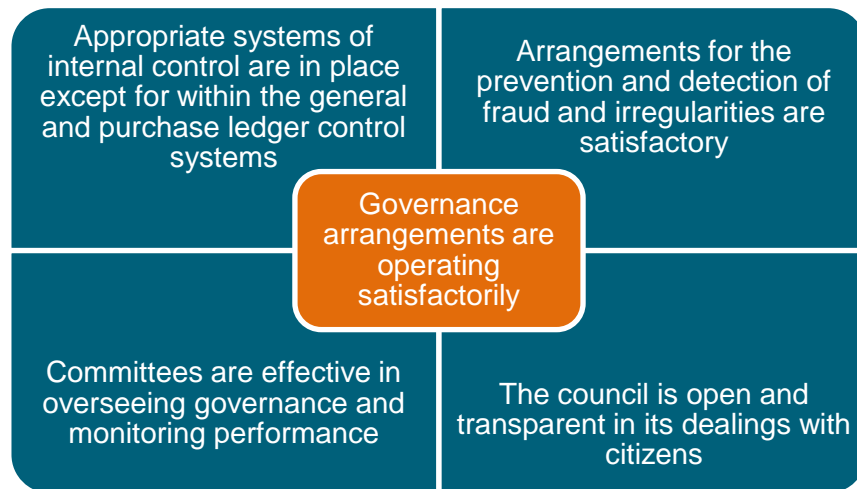 Appropriate systems of
internal control are in place
except for within the general
and purchase ledger control
systems
Arrangements for the
prevention and detection of
fraud and irregularities are
satisfactory
Governance
arrangements are
operating
satisfactorily
Committees are effective in
overseeing governance and
monitoring performance
The council is open and
transparent in its dealings with
citizens